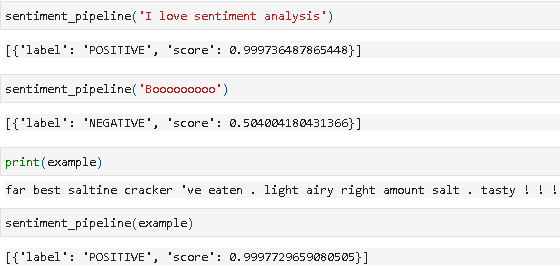 sentiment_pipeline('I love sentiment analysis')
[{'label': 'POSITIVE', 'score': 0.999736487865448}]
sentiment_pipeline('Booooooooo')
[{'label': 'NEGATIVE', 'score': 0.504004180431366}]
print(example)
far best saltine cracker 've eaten . light airy right amount salt . tasty ! ! !
sentiment_pipeline(example)
[{'label': 'POSITIVE', 'score': 0.9997729659080505}]